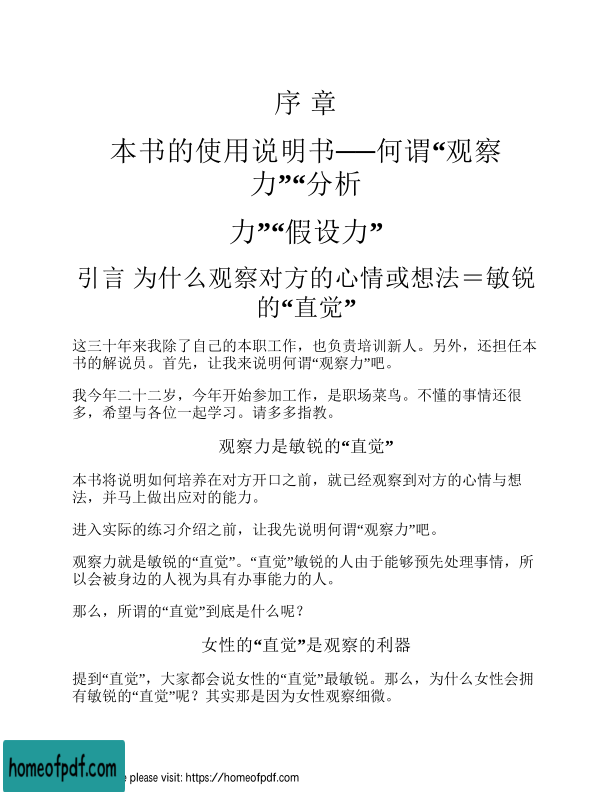 序 章
本书的使用说明书──何谓“观察
力”“分析
力”“假设力”
引言 为什么观察对方的心情或想法＝敏锐
的“直觉”
这三十年来我除了自己的本职工作，也负责培训新人。另外，还担任本
书的解说员。首先，让我来说明何谓“观察力”吧。
我今年二十二岁，今年开始参加工作，是职场菜鸟。不懂的事情还很
多，希望与各位一起学习。请多多指教。
观察力是敏锐的“直觉”
本书将说明如何培养在对方开口之前，就已经观察到对方的心情与想
法，并马上做出应对的能力。
进入实际的练习介绍之前，让我先说明何谓“观察力”吧。
观察力就是敏锐的“直觉”。“直觉”敏锐的人由于能够预先处理事情，所
以会被身边的人视为具有办事能力的人。
那么，所谓的“直觉”到底是什么呢？
女性的“直觉”是观察的利器
提到“直觉”，大家都会说女性的“直觉”最敏锐。那么，为什么女性会拥
有敏锐的“直觉”呢？其实那是因为女性观察细微。
homeofpdf.com
please visit: https://homeofpdf.com